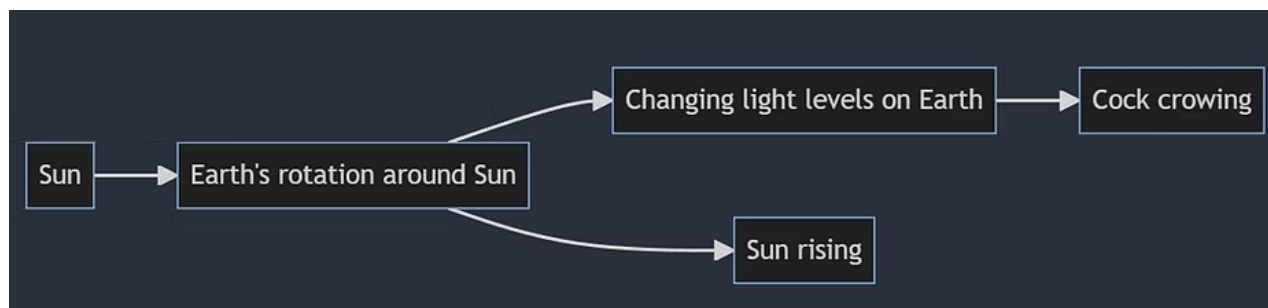 Sun
Earth's rotation around Sun
Changing light levels on Earth
Cock crowing
Sun rising